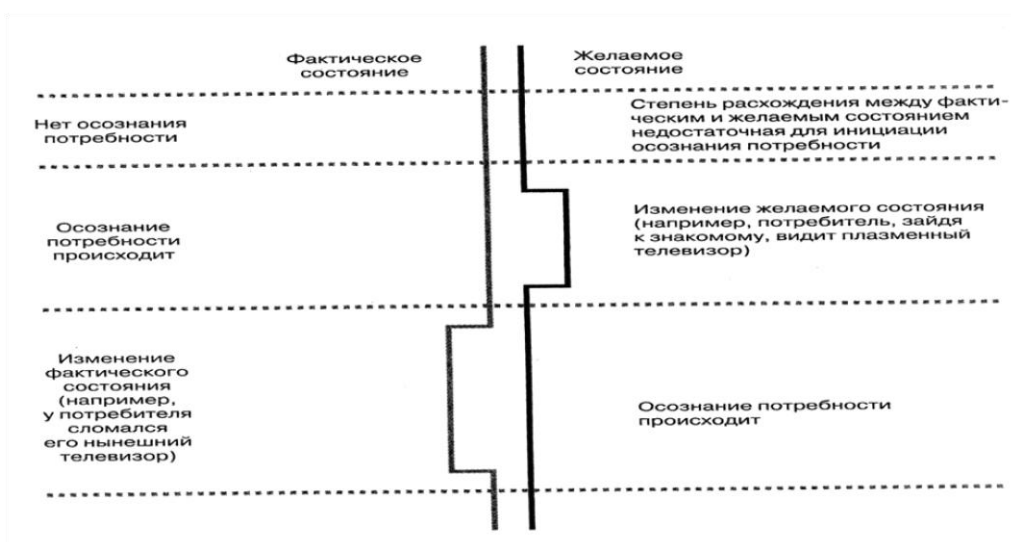 Фактическое
состояние
Желаемое
состояние
Нет осознания
потребности
Степень расхождения между факти-
ческим и желаемым состоянием
недостаточная для инициации
осознания потребности
Осознание
потребности
происходит
Изменение желаемого состояния
(например, потребитель, зайдя
к знакомому, видит плазменный
телевизор)
Изменение
фактического
состояния
(например,
у потребителя
сломался
его нынешний
телевизор)
Осознание потребности
происходит